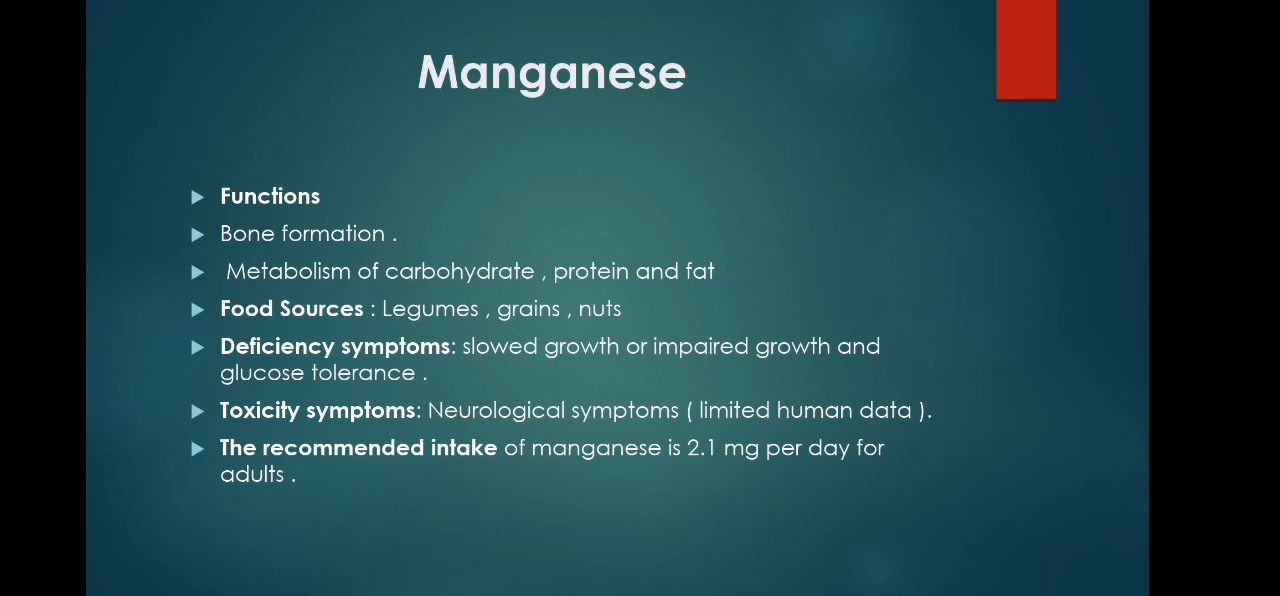 Manganese
Functions
Bone formation .
Metabolism of carbohydrate , protein and fat
Food Sources : Legumes , grains , nuts
Deficiency symptoms: slowed growth or impaired growth and
glucose tolerance .
Toxicity symptoms: Neurological symptoms ( limited human data ).
The recommended intake of manganese is 2.1 mg per day for
adults .